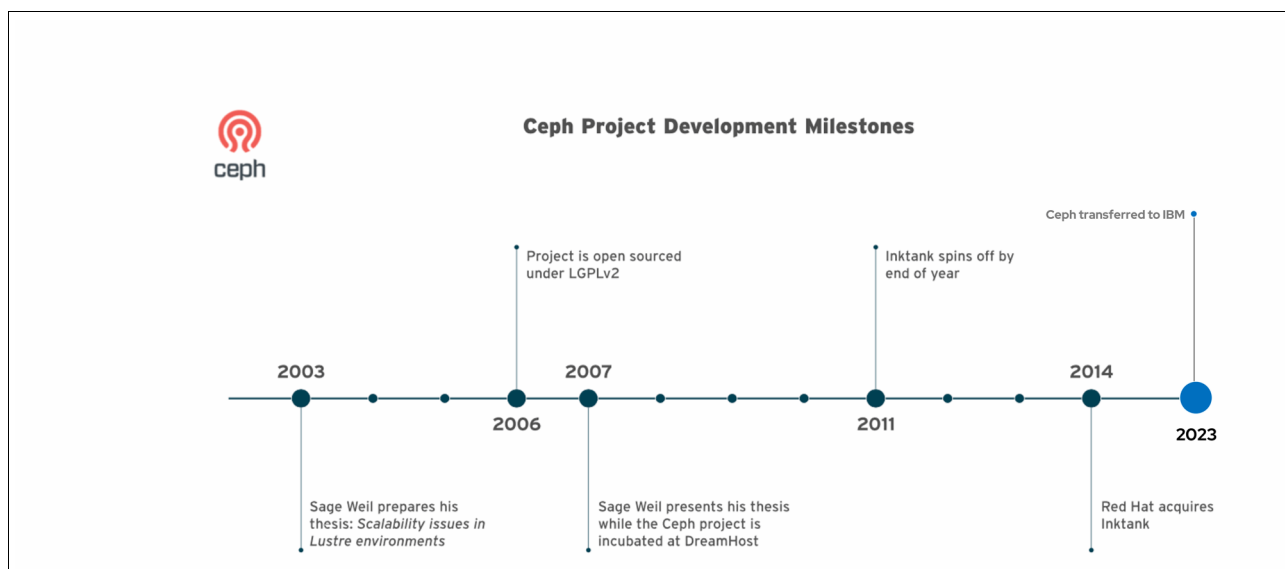 ceph
Ceph Project Development Milestones
Ceph transferred to IBM
Project is open sourced
under LGPLv2
Inktank spins off by
end of year
2003
2007
2014
2006
2011
2023
Sage Weil prepares his
thesis: Scalability issues in
Lustre environments
Sage Weil presents his thesis
while the Ceph project is
incubated at DreamHost
Red Hat acquires
Inktank